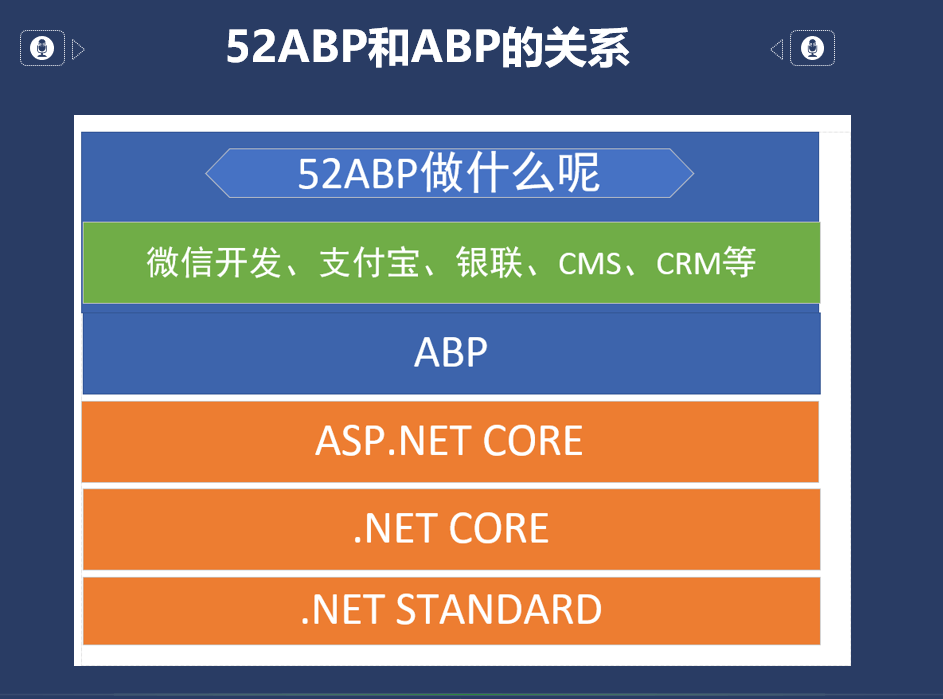 52ABP和ABP的关系
52ABP做什么呢
微信开发、支付宝、银联、CMS、CRM等
ABP
ASP.NET CORE
.NET CORE
.NET STANDARD